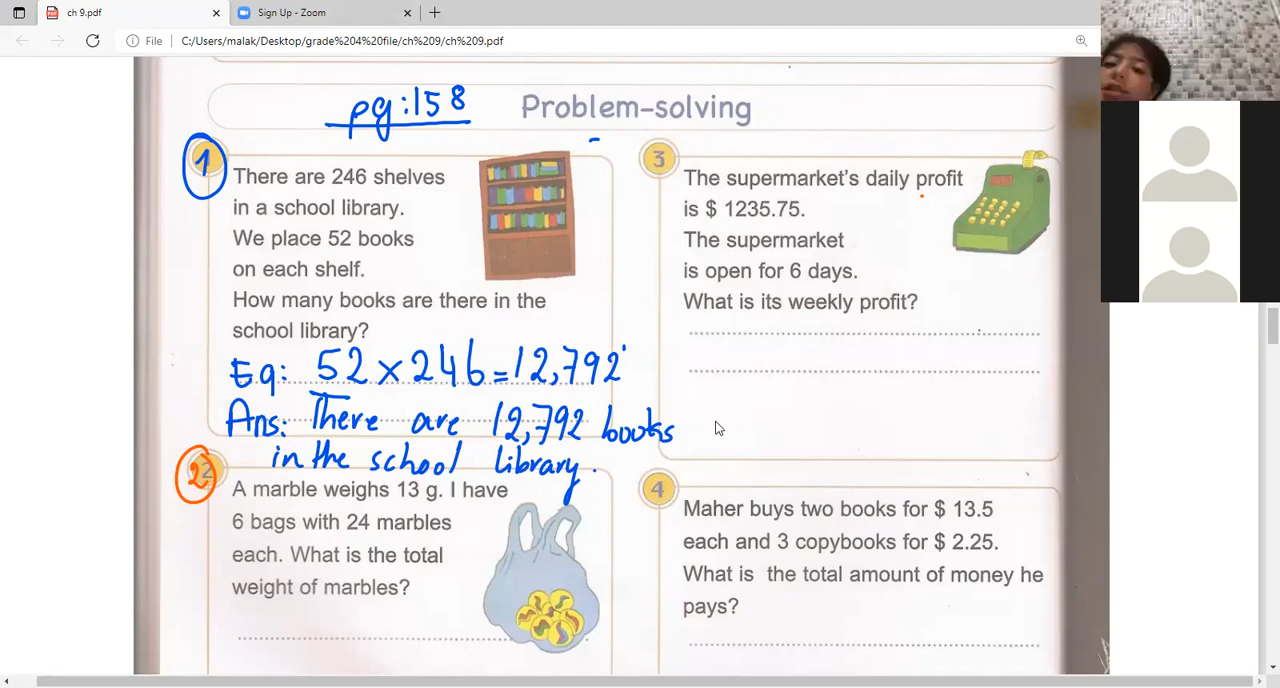 ch 9.pdf
Sign Up - Zoom
File
C:/Users/malak/Desktop/grade%204%20file/ch%209/ch%209.pdf
pg:158
Problem-solving
1
There are 246 shelves
in a school library.
We place 52 books
on each shelf.
How many books are there in the
school library?
Eq: 52 × 246 = 12,792
Ans: There are 12,792 books
in the school library.
2
A marble weighs 13 g. I have
6 bags with 24 marbles
each. What is the total
weight of marbles?
3
The supermarket's daily profit
is $ 1235.75.
The supermarket
is open for 6 days.
What is its weekly profit?
4
Maher buys two books for $ 13.5
each and 3 copybooks for $ 2.25.
What is the total amount of money he
pays?